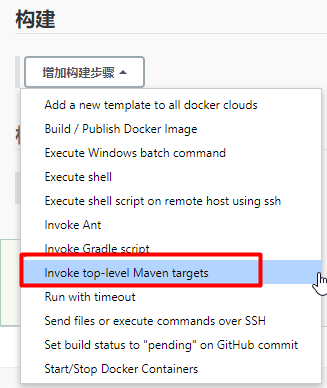 构建
增加构建步骤
Add a new template to all docker clouds
Build / Publish Docker Image
Execute Windows batch command
Execute shell
Execute shell script on remote host using ssh
Invoke Ant
Invoke Gradle script
Invoke top-level Maven targets
Run with timeout
Send files or execute commands over SSH
Set build status to "pending" on GitHub commit
Start/Stop Docker Containers